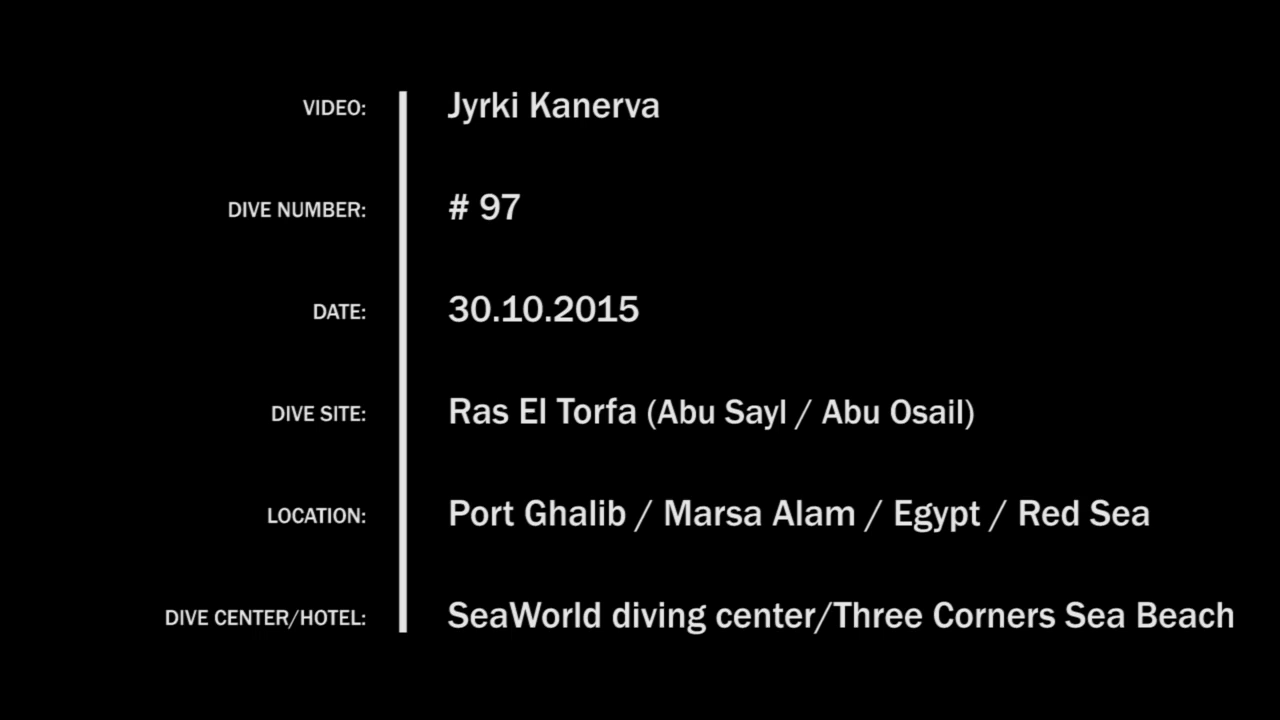 VIDEO: Jyrki Kanerva
DIVE NUMBER: # 97
DATE: 30.10.2015
DIVE SITE: Ras El Torfa (Abu Sayl / Abu Osail)
LOCATION: Port Ghalib / Marsa Alam / Egypt / Red Sea
DIVE CENTER/HOTEL: SeaWorld diving center/Three Corners Sea Beach